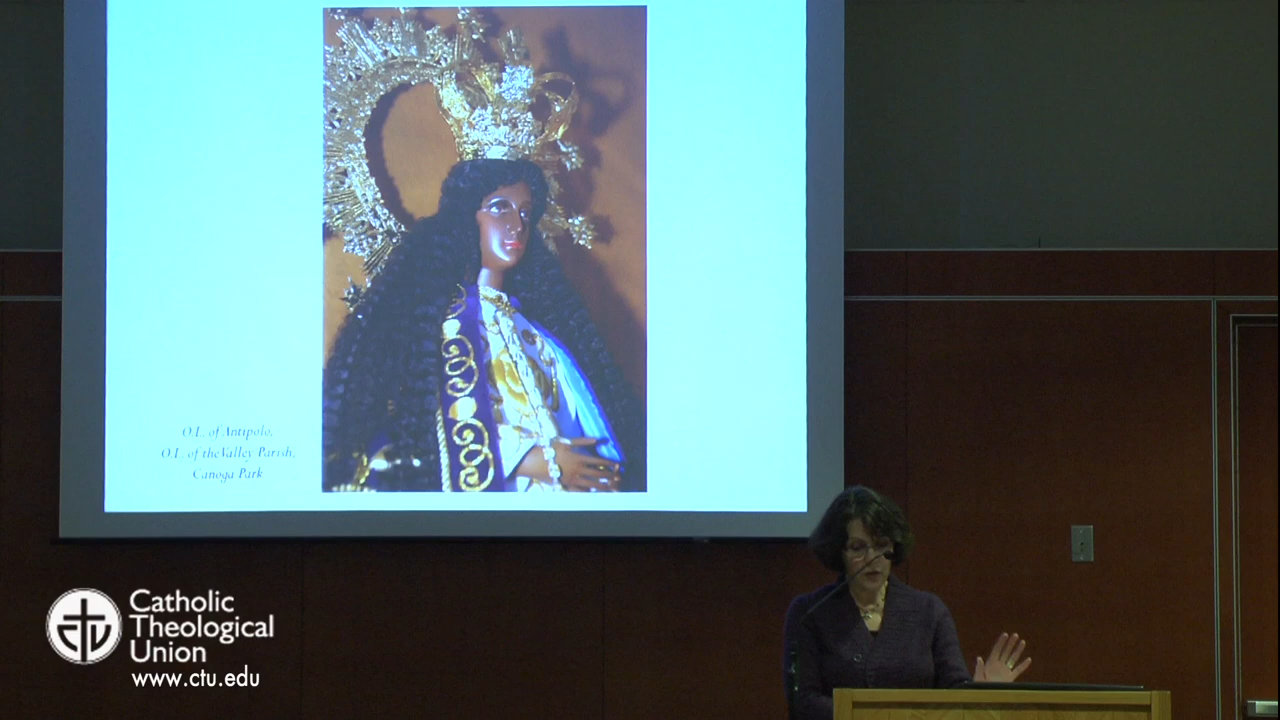 O.L. of Antipolo,
O.L. of the Valley Parish,
Canoga Park
Catholic
Theological
Union
www.ctu.edu